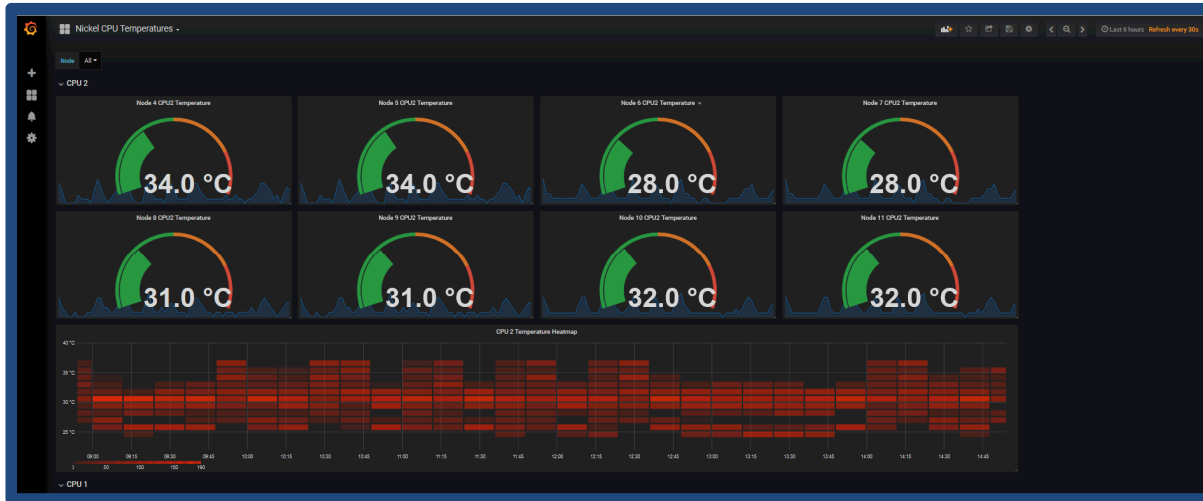 Nickel CPU Temperatures
Last 6 hours Refresh every 30s
Node All
CPU 2
Node 4 CPU2 Temperature
34.0 °C
Node 5 CPU2 Temperature
34.0 °C
Node 6 CPU2 Temperature
28.0 °C
Node 7 CPU2 Temperature
28.0 °C
Node 8 CPU2 Temperature
31.0 °C
Node 9 CPU2 Temperature
31.0 °C
Node 10 CPU2 Temperature
32.0 °C
Node 11 CPU2 Temperature
32.0 °C
CPU 2 Temperature Heatmap
40 °C
35 °C
30 °C
25 °C
09:00 09:15 09:30 09:45 10:00 10:15 10:30 10:45 11:00 11:15 11:30 11:45 12:00 12:15 12:30 12:45 13:00 13:15 13:30 13:45 14:00 14:15 14:30 14:45
50 100 150 190
CPU 1